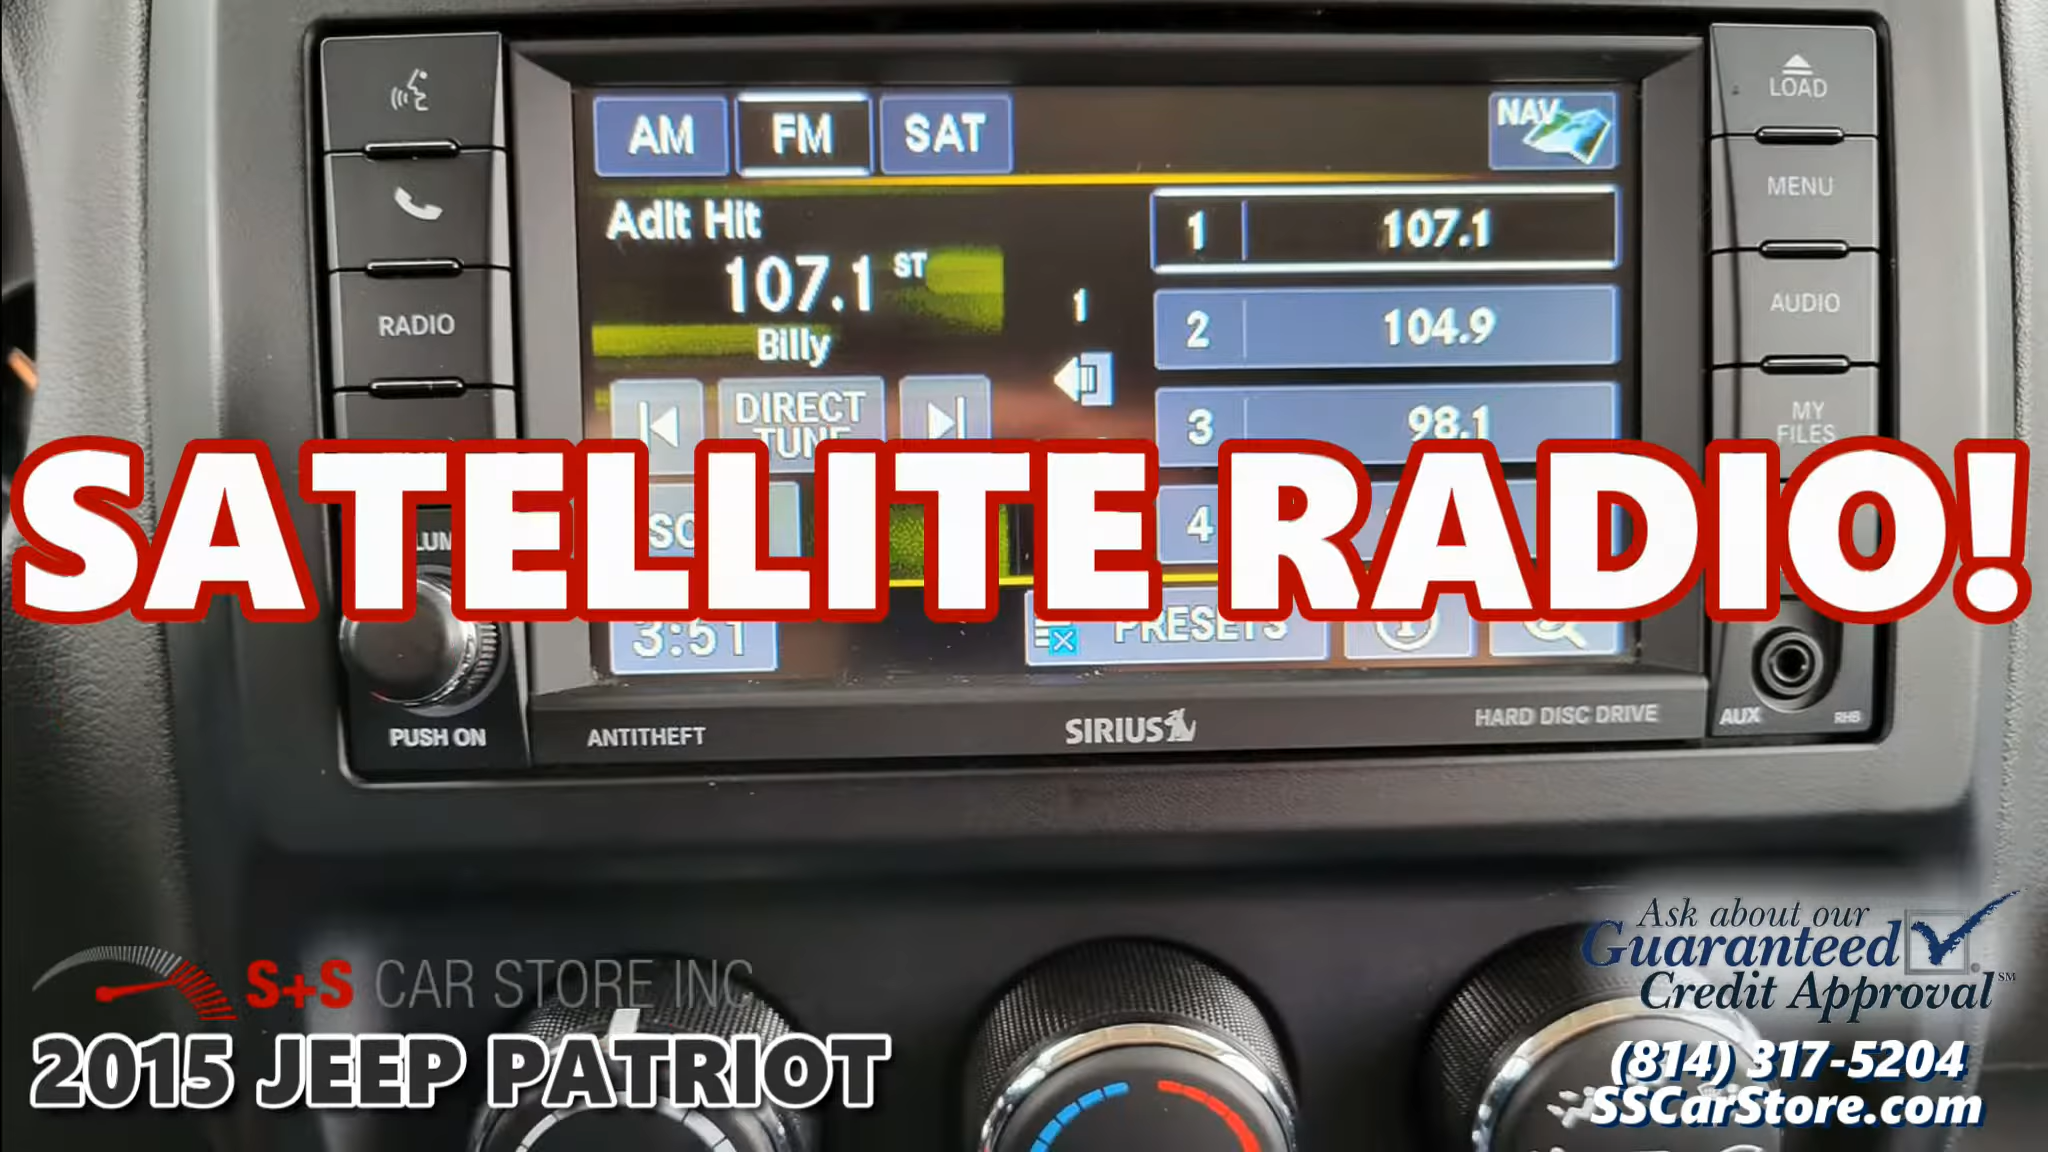 LOAD
AM FM SAT NAV
MENU
Adlt Hit
107.1 ST
Billy
1 107.1
2 104.9
3 98.1
4
1
RADIO
AUDIO
MY
FILES
DIRECT
TUNE
SATELLITE RADIO!
3:51
PRESETS
PUSH ON
ANTITHEFT
SIRIUS
HARD DISC DRIVE
AUX
RHB
S+S CAR STORE INC
2015 JEEP PATRIOT
Ask about our
Guaranteed
Credit Approval℠
(814) 317-5204
SSCarStore.com